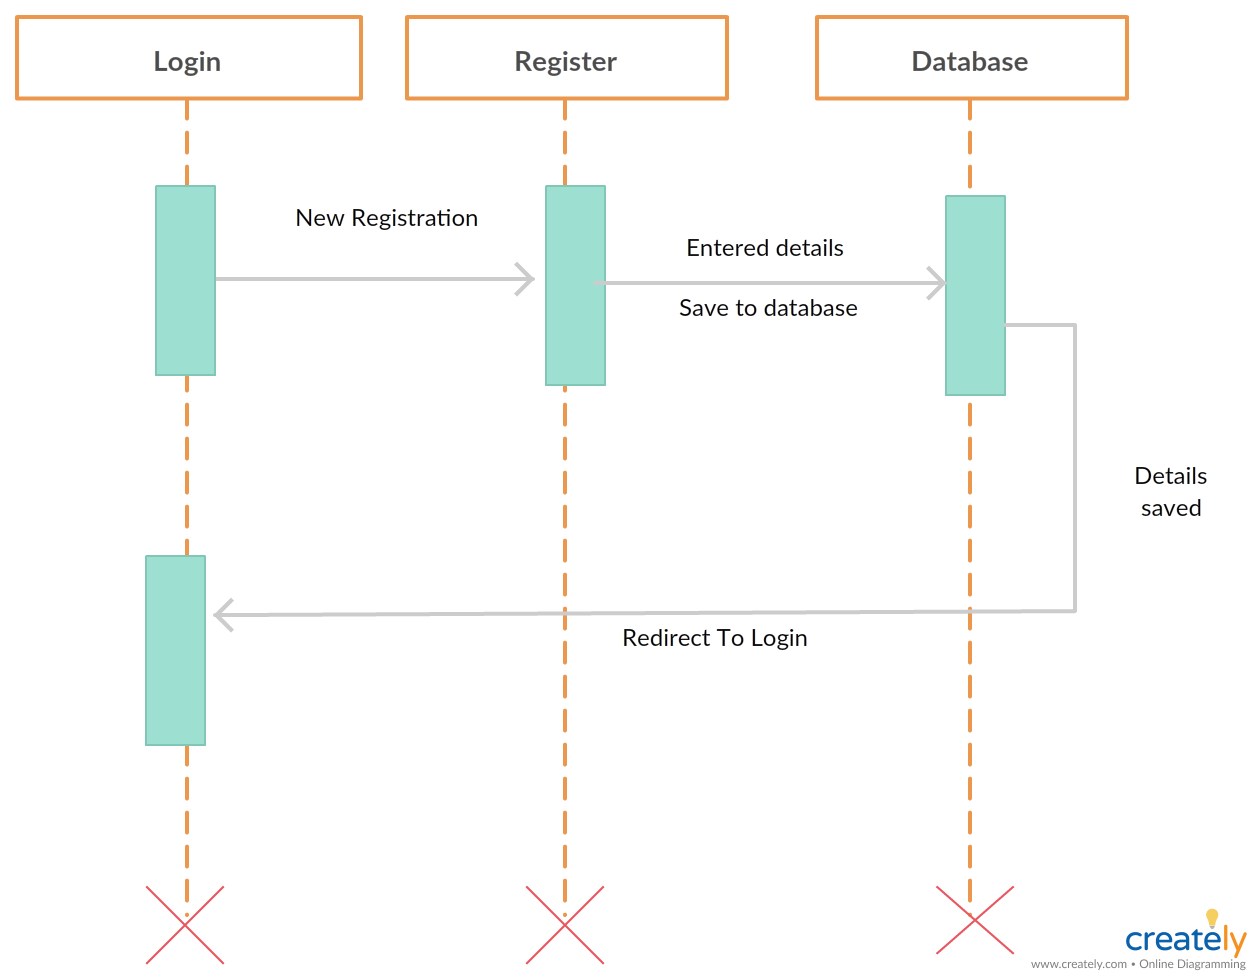 Login
Register
Database
New Registration
Entered details
Save to database
Details
saved
Redirect To Login
creately
www.creately.com • Online Diagramming